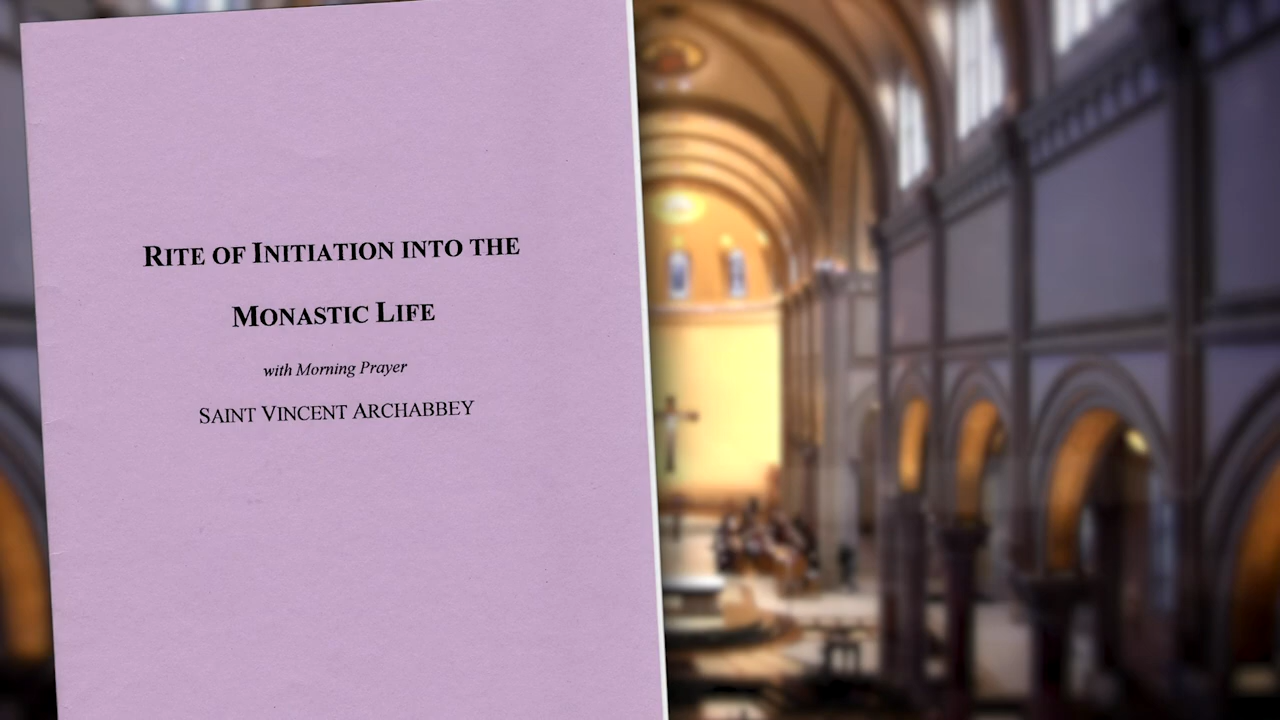 RITE OF INITIATION INTO THE
MONASTIC LIFE
with Morning Prayer
SAINT VINCENT ARCHABBEY